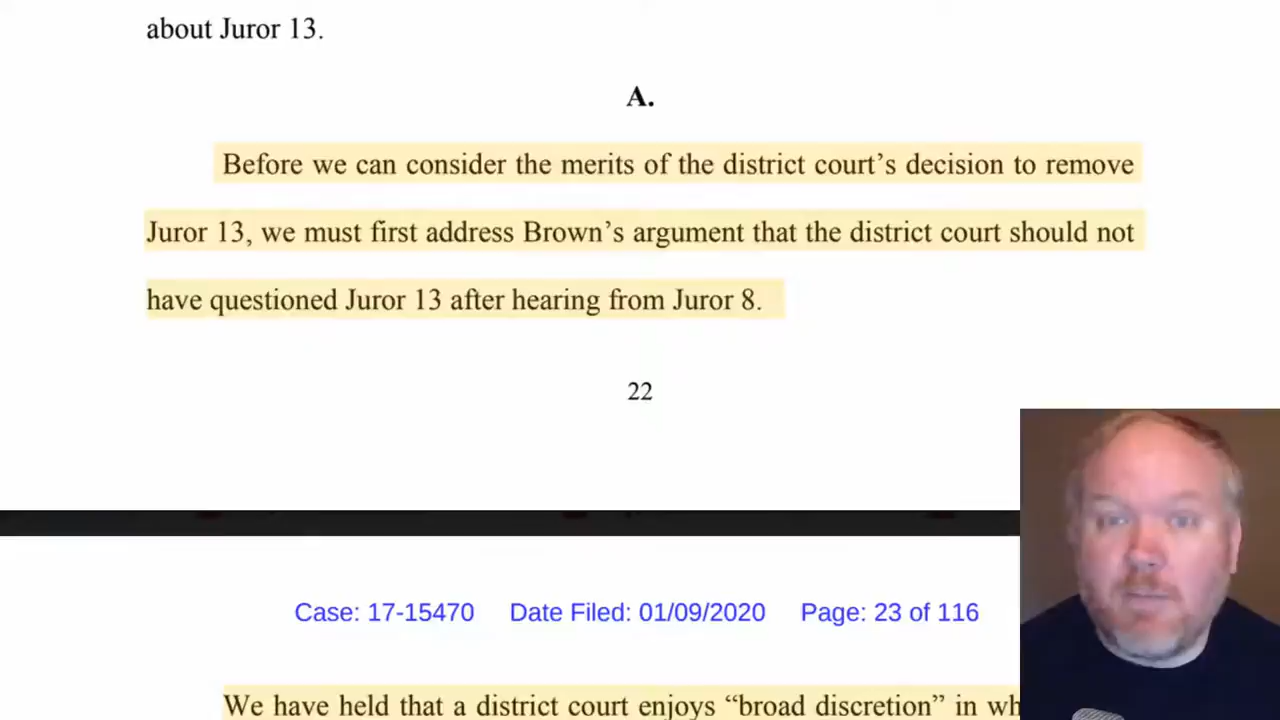 about Juror 13.
A.
Before we can consider the merits of the district court’s decision to remove
Juror 13, we must first address Brown’s argument that the district court should not
have questioned Juror 13 after hearing from Juror 8.
22
Case: 17-15470 Date Filed: 01/09/2020 Page: 23 of 116
We have held that a district court enjoys “broad discretion” in wh